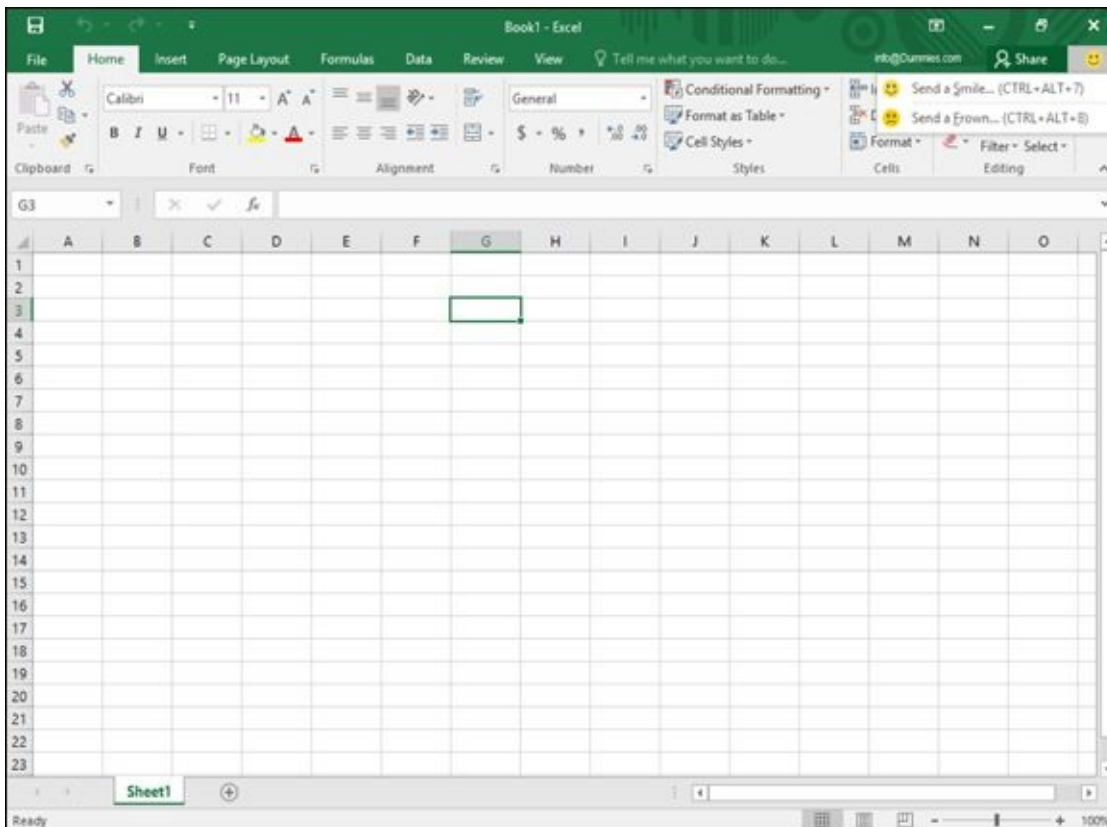 Book1 - Excel
File Home Insert Page Layout Formulas Data Review View Tell me what you want to do... info@Dummies.com Share
Send a Smile... (CTRL+ALT+7)
Send a Frown... (CTRL+ALT+8)
Paste
Calibri 11 A A
B I U A
General
$ % ,
Conditional Formatting
Format as Table
Cell Styles
Format
Filter Select
Clipboard Font Alignment Number Styles Cells Editing
G3 fx
A B C D E F G H I J K L M N O
1
2
3
4
5
6
7
8
9
10
11
12
13
14
15
16
17
18
19
20
21
22
23
Sheet1
Ready 100%